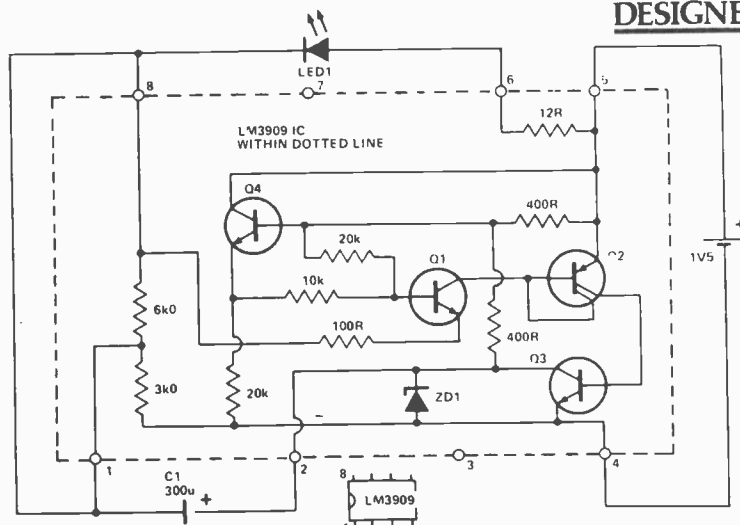 DESIGNE
LED1
8
7
6
5
12R
LM3909 IC
WITHIN DOTTED LINE
Q4
400R
20k
Q1
Q2
1V5
+
10k
6k0
100R
400R
Q3
3k0
20k
ZD1
1
2
3
4
C1
300u
+
8
LM3909